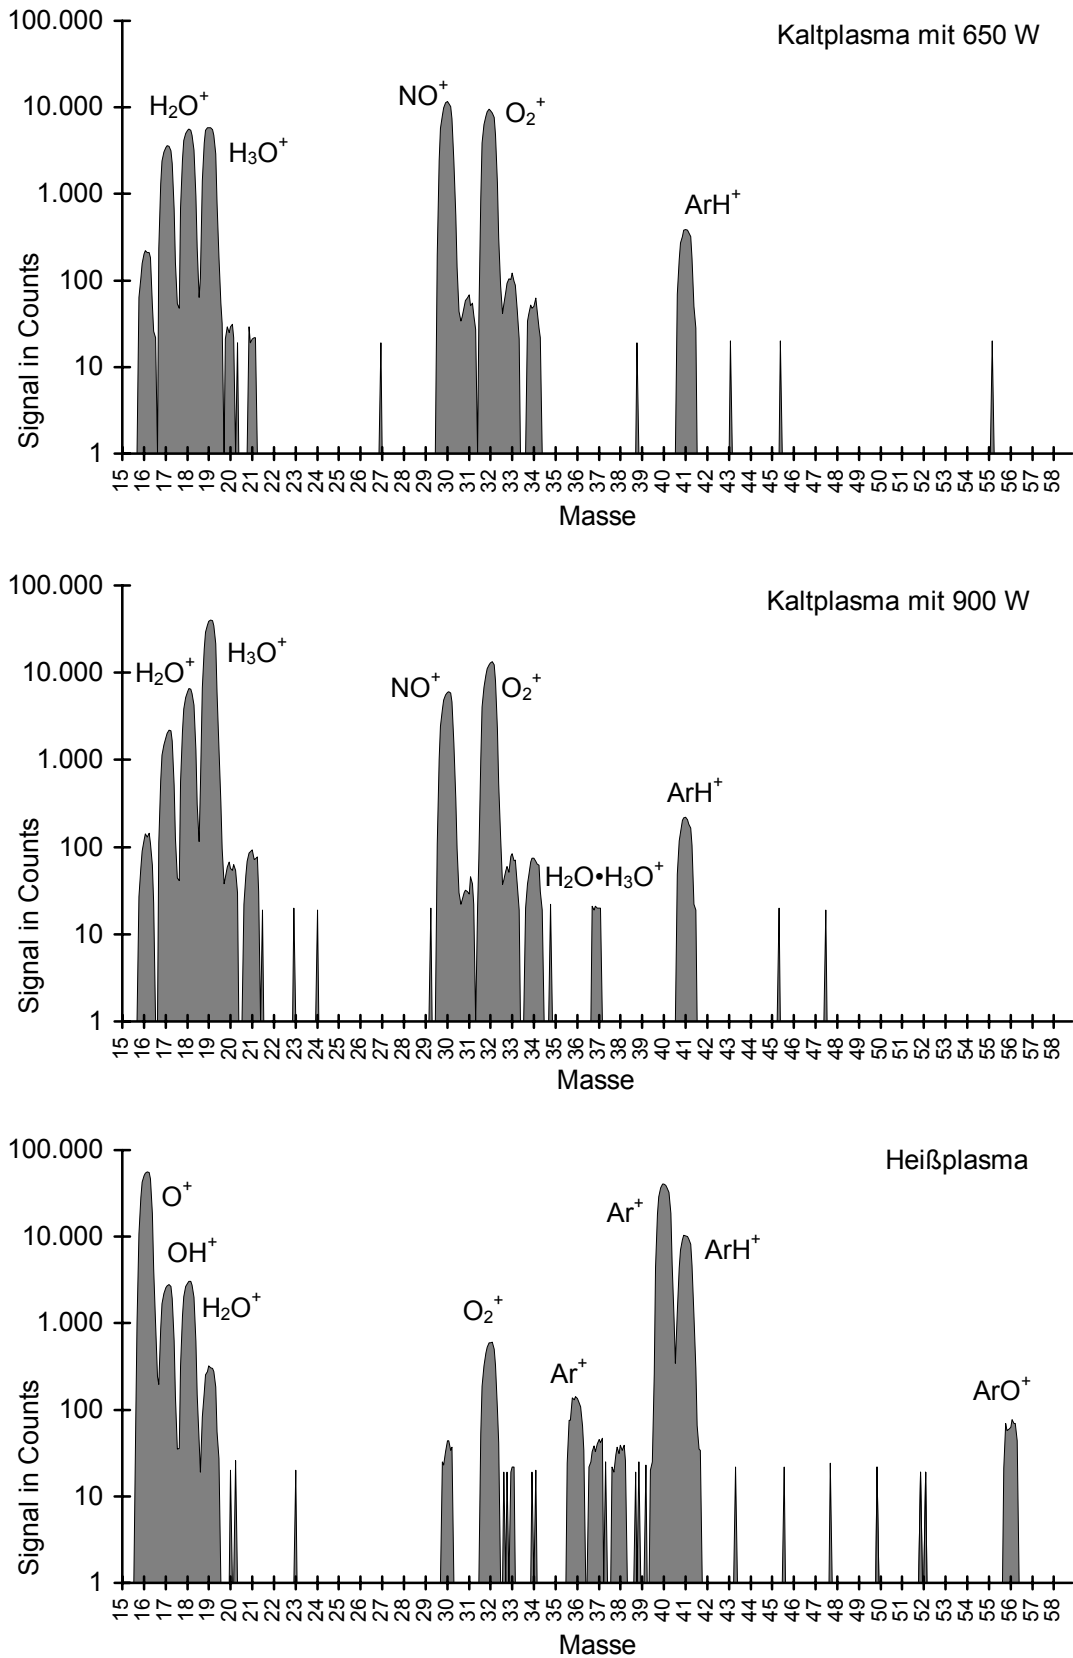 Kaltplasma mit 650 W
100.000
10.000
1.000
100
10
1
Signal in Counts
H₂O⁺
H₃O⁺
NO⁺
O₂⁺
ArH⁺
15 16 17 18 19 20 21 22 23 24 25 26 27 28 29 30 31 32 33 34 35 36 37 38 39 40 41 42 43 44 45 46 47 48 49 50 51 52 53 54 55 56 57 58
Masse
Kaltplasma mit 900 W
100.000
10.000
1.000
100
10
1
Signal in Counts
H₂O⁺
H₃O⁺
NO⁺
O₂⁺
H₂O•H₃O⁺
ArH⁺
15 16 17 18 19 20 21 22 23 24 25 26 27 28 29 30 31 32 33 34 35 36 37 38 39 40 41 42 43 44 45 46 47 48 49 50 51 52 53 54 55 56 57 58
Masse
Heißplasma
100.000
10.000
1.000
100
10
1
Signal in Counts
O⁺
OH⁺
H₂O⁺
O₂⁺
Ar⁺
Ar⁺
ArH⁺
ArO⁺
15 16 17 18 19 20 21 22 23 24 25 26 27 28 29 30 31 32 33 34 35 36 37 38 39 40 41 42 43 44 45 46 47 48 49 50 51 52 53 54 55 56 57 58
Masse